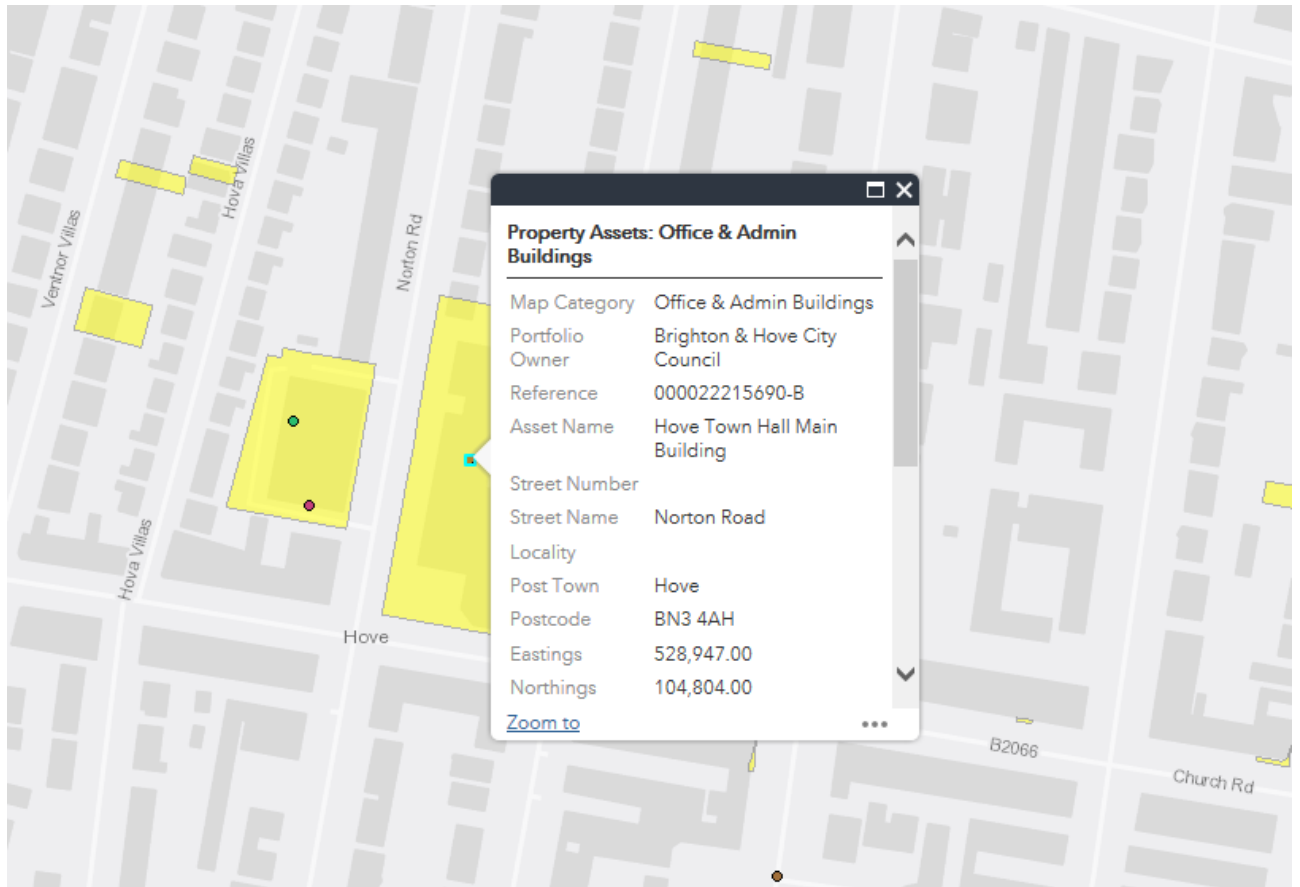 Hova Villas
Ventnor Villas
Norton Rd
Hova Villas
Hove
Property Assets: Office & Admin
Buildings
Map Category Office & Admin Buildings
Portfolio Brighton & Hove City
Owner Council
Reference 000022215690-B
Asset Name Hove Town Hall Main
Building
Street Number
Street Name Norton Road
Locality
Post Town Hove
Postcode BN3 4AH
Eastings 528,947.00
Northings 104,804.00
Zoom to
B2066
Church Rd